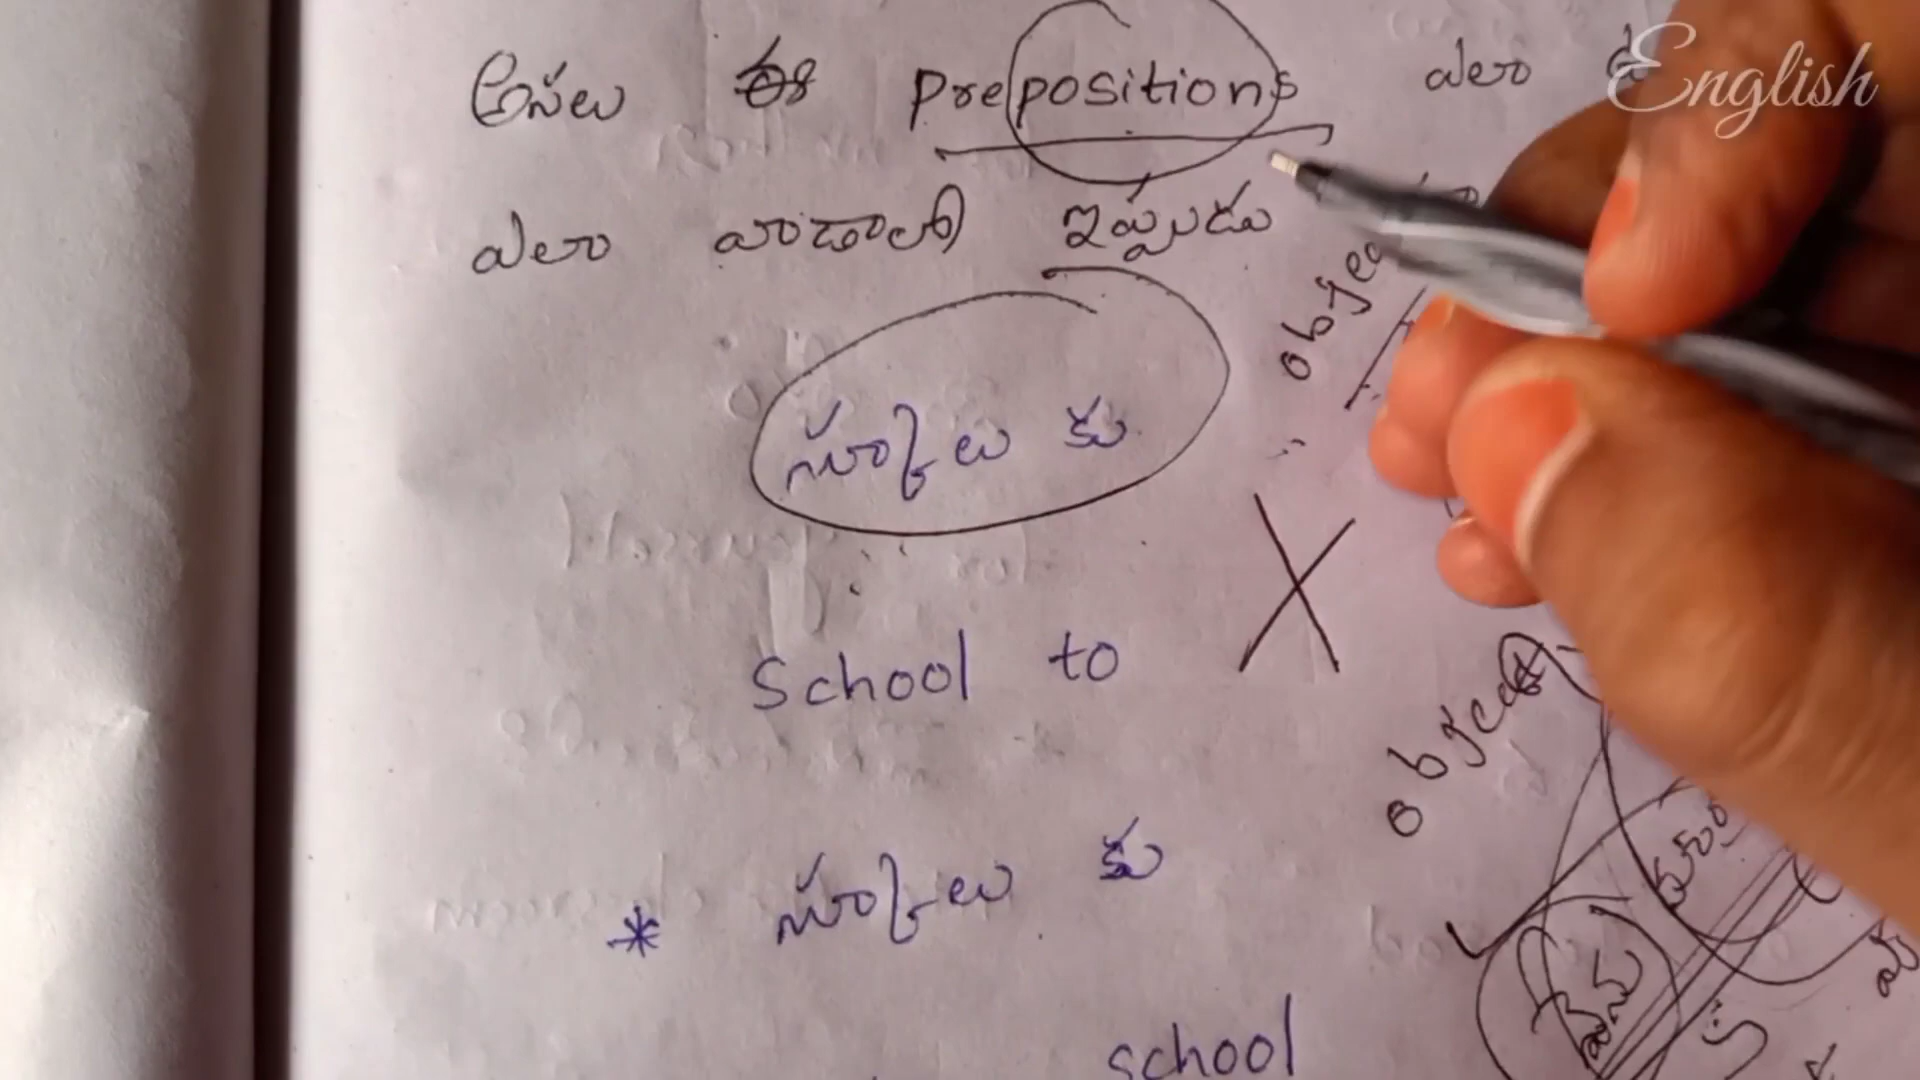 English
అసలు ఈ Prepositions ఎలా
ఎలా వాడాలి ఇప్పుడు
స్కూలు కు
School to
object
* స్కూలు కు
school